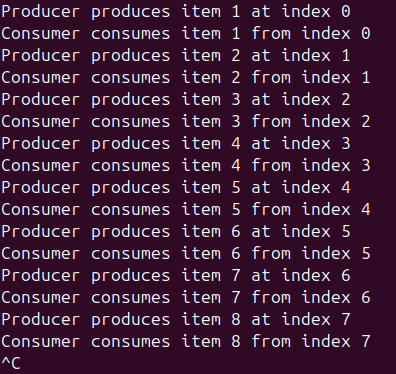 Producer produces item 1 at index 0
Consumer consumes item 1 from index 0
Producer produces item 2 at index 1
Consumer consumes item 2 from index 1
Producer produces item 3 at index 2
Consumer consumes item 3 from index 2
Producer produces item 4 at index 3
Consumer consumes item 4 from index 3
Producer produces item 5 at index 4
Consumer consumes item 5 from index 4
Producer produces item 6 at index 5
Consumer consumes item 6 from index 5
Producer produces item 7 at index 6
Consumer consumes item 7 from index 6
Producer produces item 8 at index 7
Consumer consumes item 8 from index 7
^C